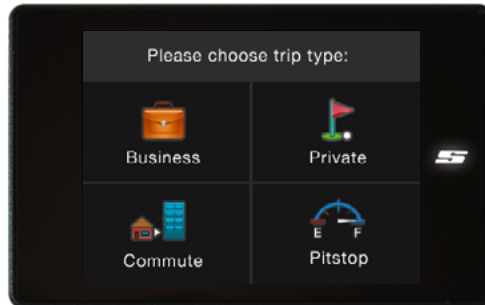 Please choose trip type:
Business
Private
Commute
E F
Pitstop